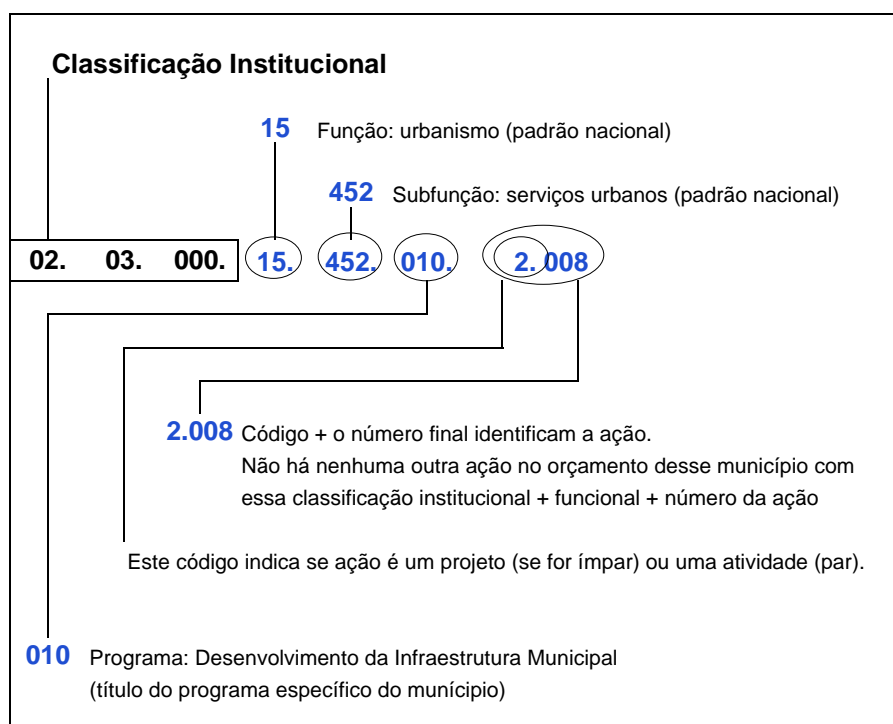 Classificação Institucional
15 Função: urbanismo (padrão nacional)
452 Subfunção: serviços urbanos (padrão nacional)
02. 03. 000. 15. 452. 010. 2. 008
2.008 Código + o número final identificam a ação.
Não há nenhuma outra ação no orçamento desse município com
essa classificação institucional + funcional + número da ação
Este código indica se ação é um projeto (se for ímpar) ou uma atividade (par).
010 Programa: Desenvolvimento da Infraestrutura Municipal
(título do programa específico do munícipio)